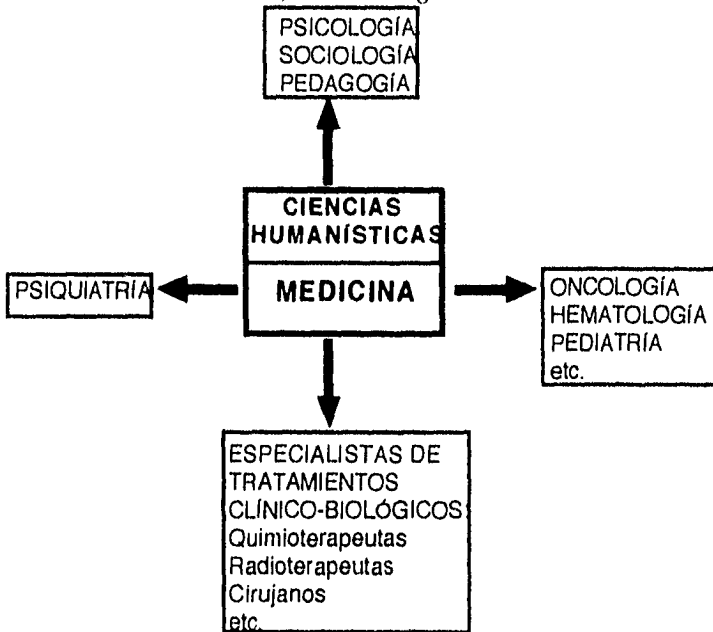 PSICOLOGÍA
SOCIOLOGÍA
PEDAGOGÍA
CIENCIAS
HUMANÍSTICAS
MEDICINA
PSIQUIATRÍA
ONCOLOGÍA
HEMATOLOGÍA
PEDIATRÍA
etc.
ESPECIALISTAS DE
TRATAMIENTOS
CLÍNICO-BIOLÓGICOS
Quimioterapeutas
Radioterapeutas
Cirujanos
etc.